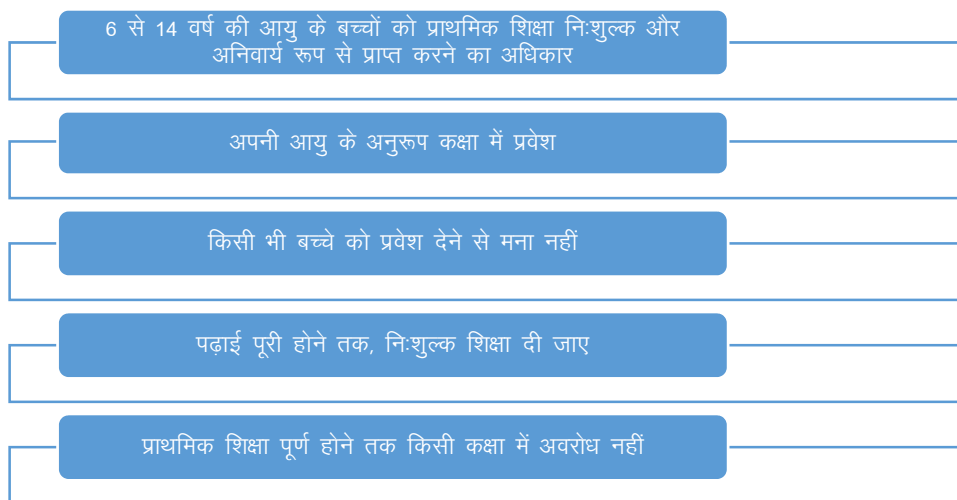 6 से 14 वर्ष की आयु के बच्चों को प्राथमिक शिक्षा निःशुल्क और
अनिवार्य रूप से प्राप्त करने का अधिकार
अपनी आयु के अनुरूप कक्षा में प्रवेश
किसी भी बच्चे को प्रवेश देने से मना नहीं
पढ़ाई पूरी होने तक, निःशुल्क शिक्षा दी जाए
प्राथमिक शिक्षा पूर्ण होने तक किसी कक्षा में अवरोध नहीं